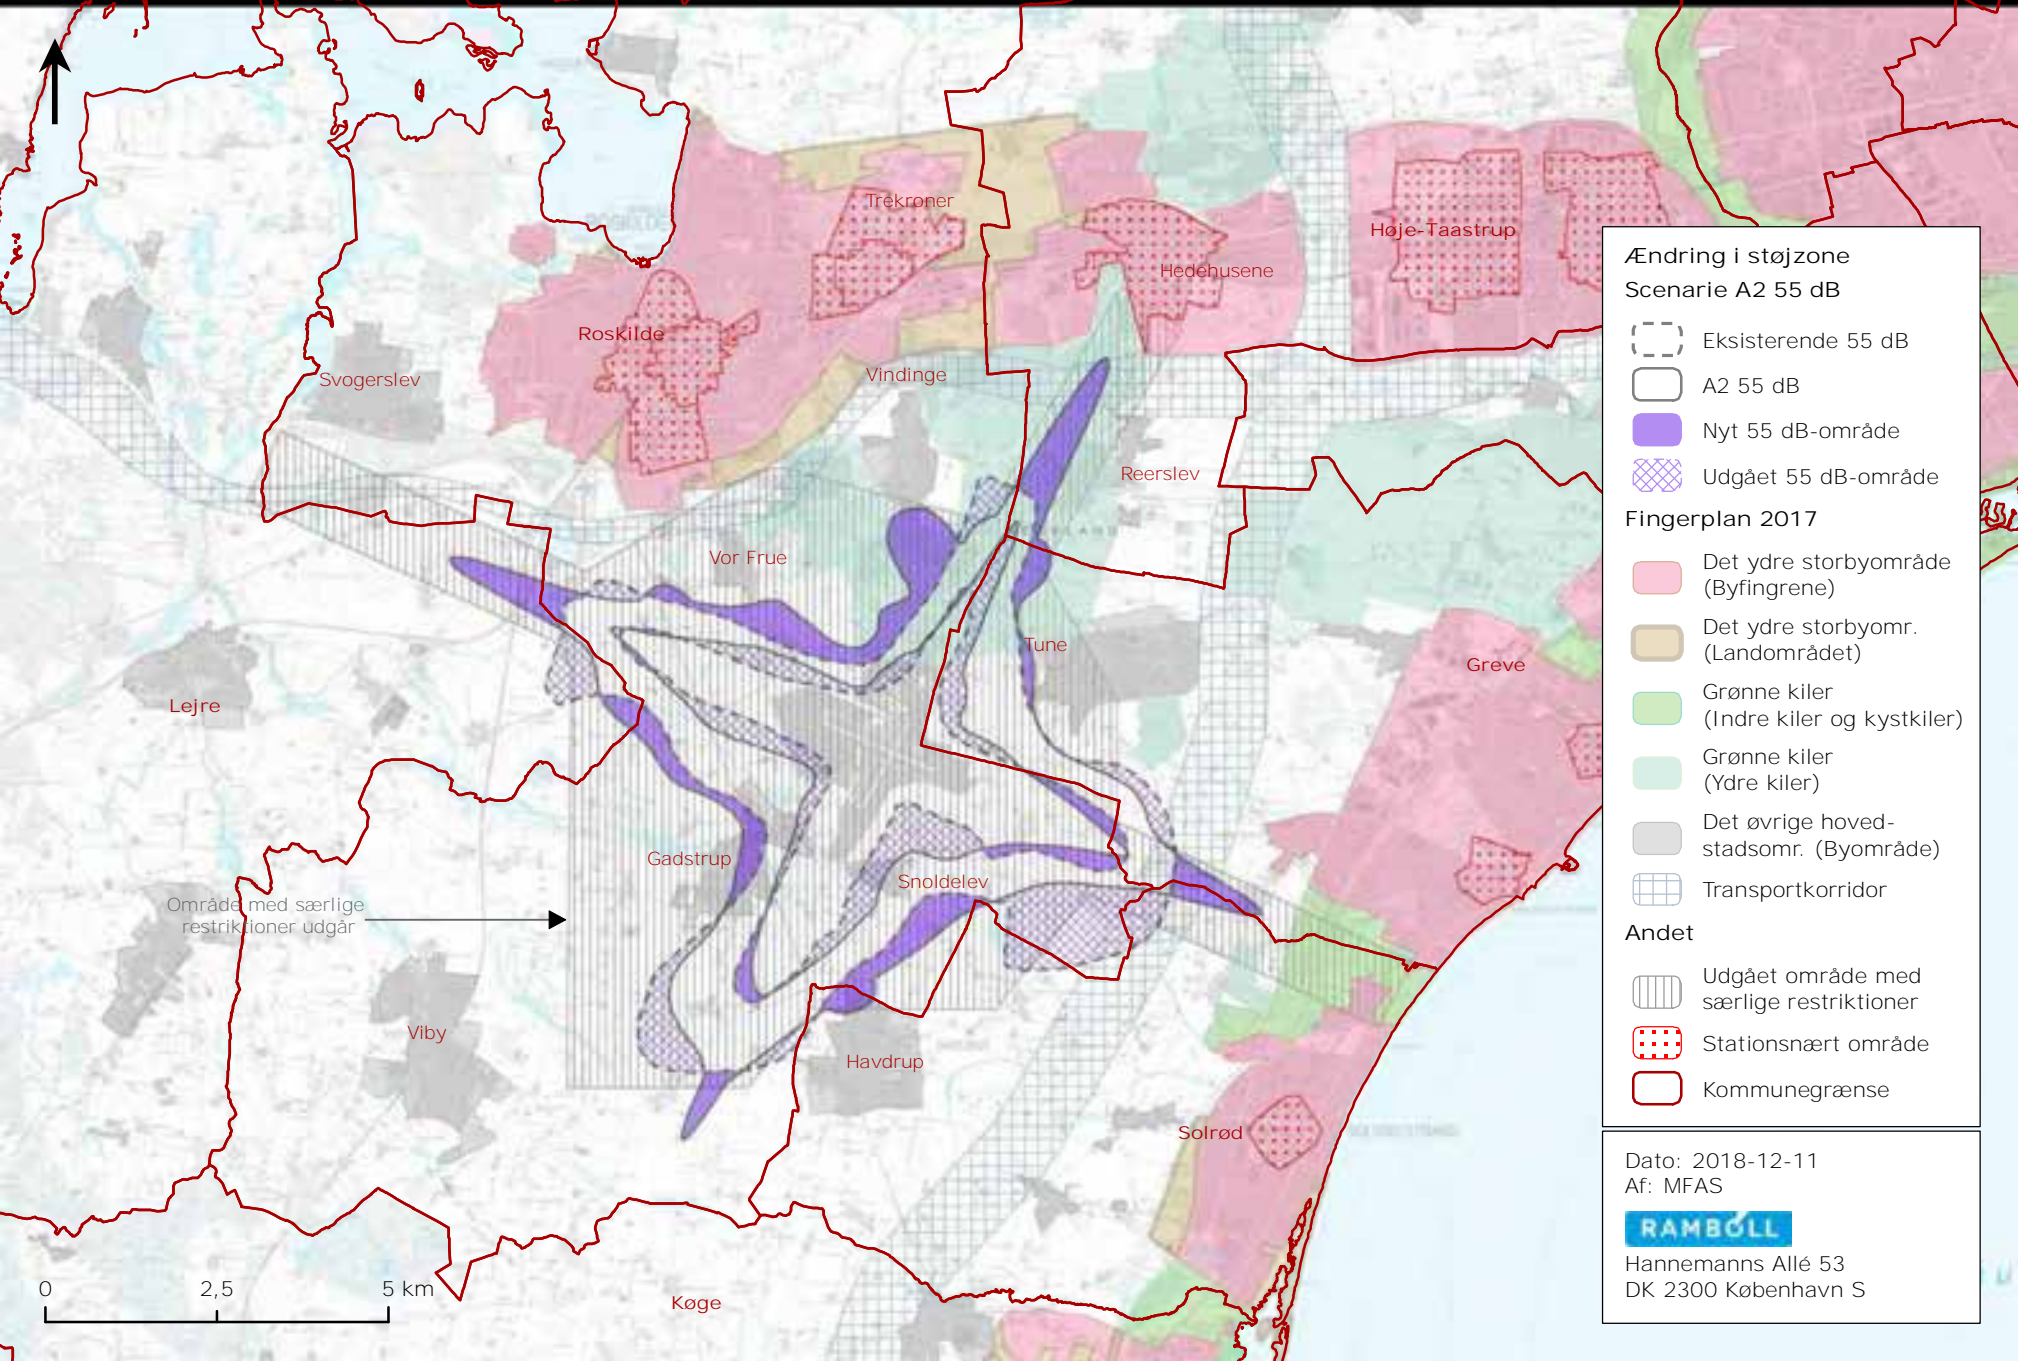 Trekroner
Høje-Taastrup
Hedehusene
Roskilde
Svogerslev
Vindinge
Reerslev
Vor Frue
Tune
Greve
Lejre
Gadstrup
Snoldelev
Område med særlige
restriktioner udgår
Viby
Havdrup
Solrød
Køge
0 2,5 5 km
Ændring i støjzone
Scenarie A2 55 dB
Eksisterende 55 dB
A2 55 dB
Nyt 55 dB-område
Udgået 55 dB-område
Fingerplan 2017
Det ydre storbyområde
(Byfingrene)
Det ydre storbyomr.
(Landområdet)
Grønne kiler
(Indre kiler og kystkiler)
Grønne kiler
(Ydre kiler)
Det øvrige hoved-
stadsomr. (Byområde)
Transportkorridor
Andet
Udgået område med
særlige restriktioner
Stationsnært område
Kommunegrænse
Dato: 2018-12-11
Af: MFAS
RAMBOLL
Hannemanns Allé 53
DK 2300 København S